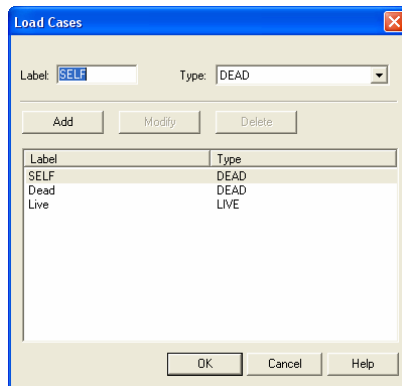 Load Cases
Label: SELF Type: DEAD
Add Modify Delete
Label Type
SELF DEAD
Dead DEAD
Live LIVE
OK Cancel Help